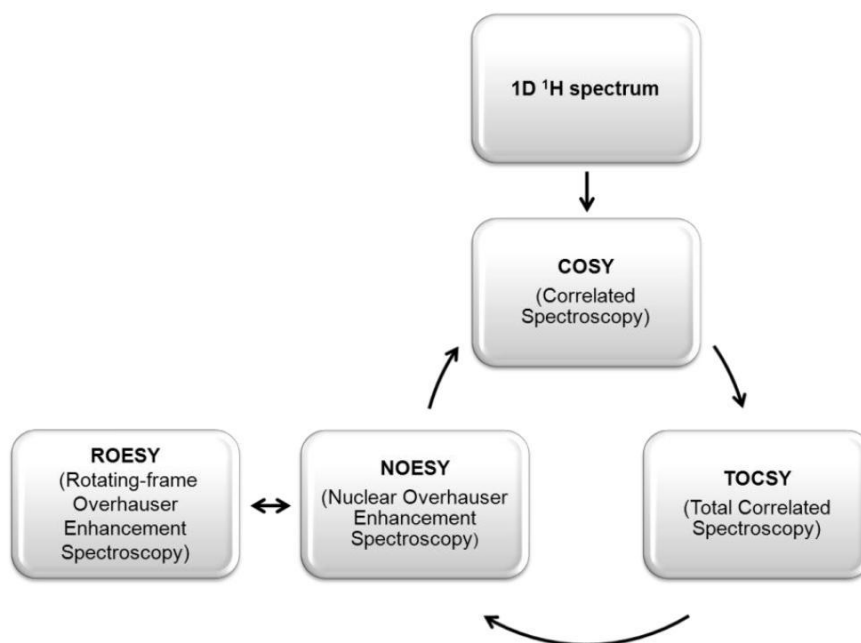 1D ¹H spectrum
COSY
(Correlated
Spectroscopy)
ROESY
(Rotating-frame
Overhauser
Enhancement
Spectroscopy)
NOESY
(Nuclear Overhauser
Enhancement
Spectroscopy)
TOCSY
(Total Correlated
Spectroscopy)